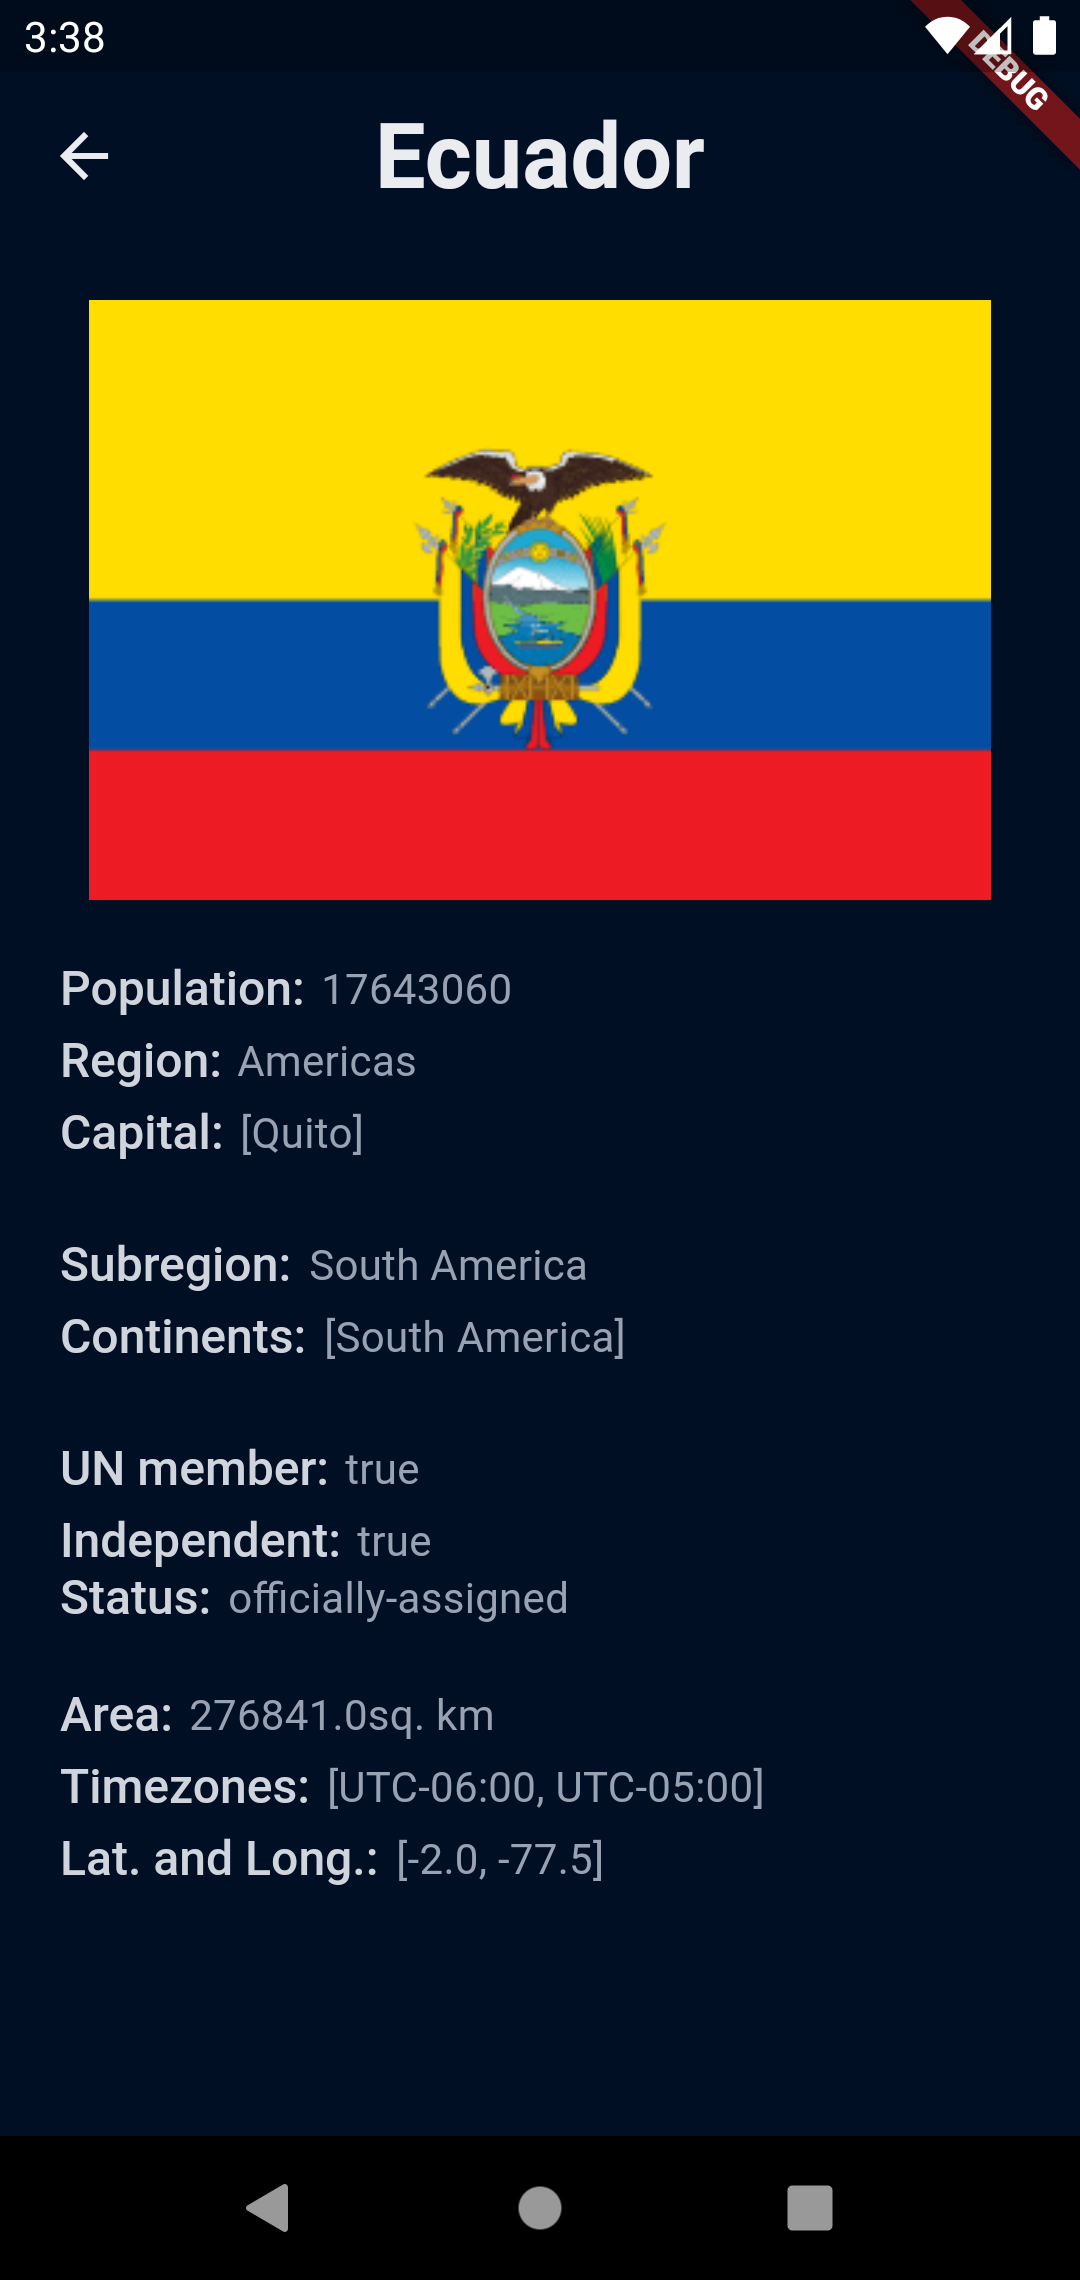 3:38
DEBUG
Ecuador
Population: 17643060
Region: Americas
Capital: [Quito]
Subregion: South America
Continents: [South America]
UN member: true
Independent: true
Status: officially-assigned
Area: 276841.0sq. km
Timezones: [UTC-06:00, UTC-05:00]
Lat. and Long.: [-2.0, -77.5]